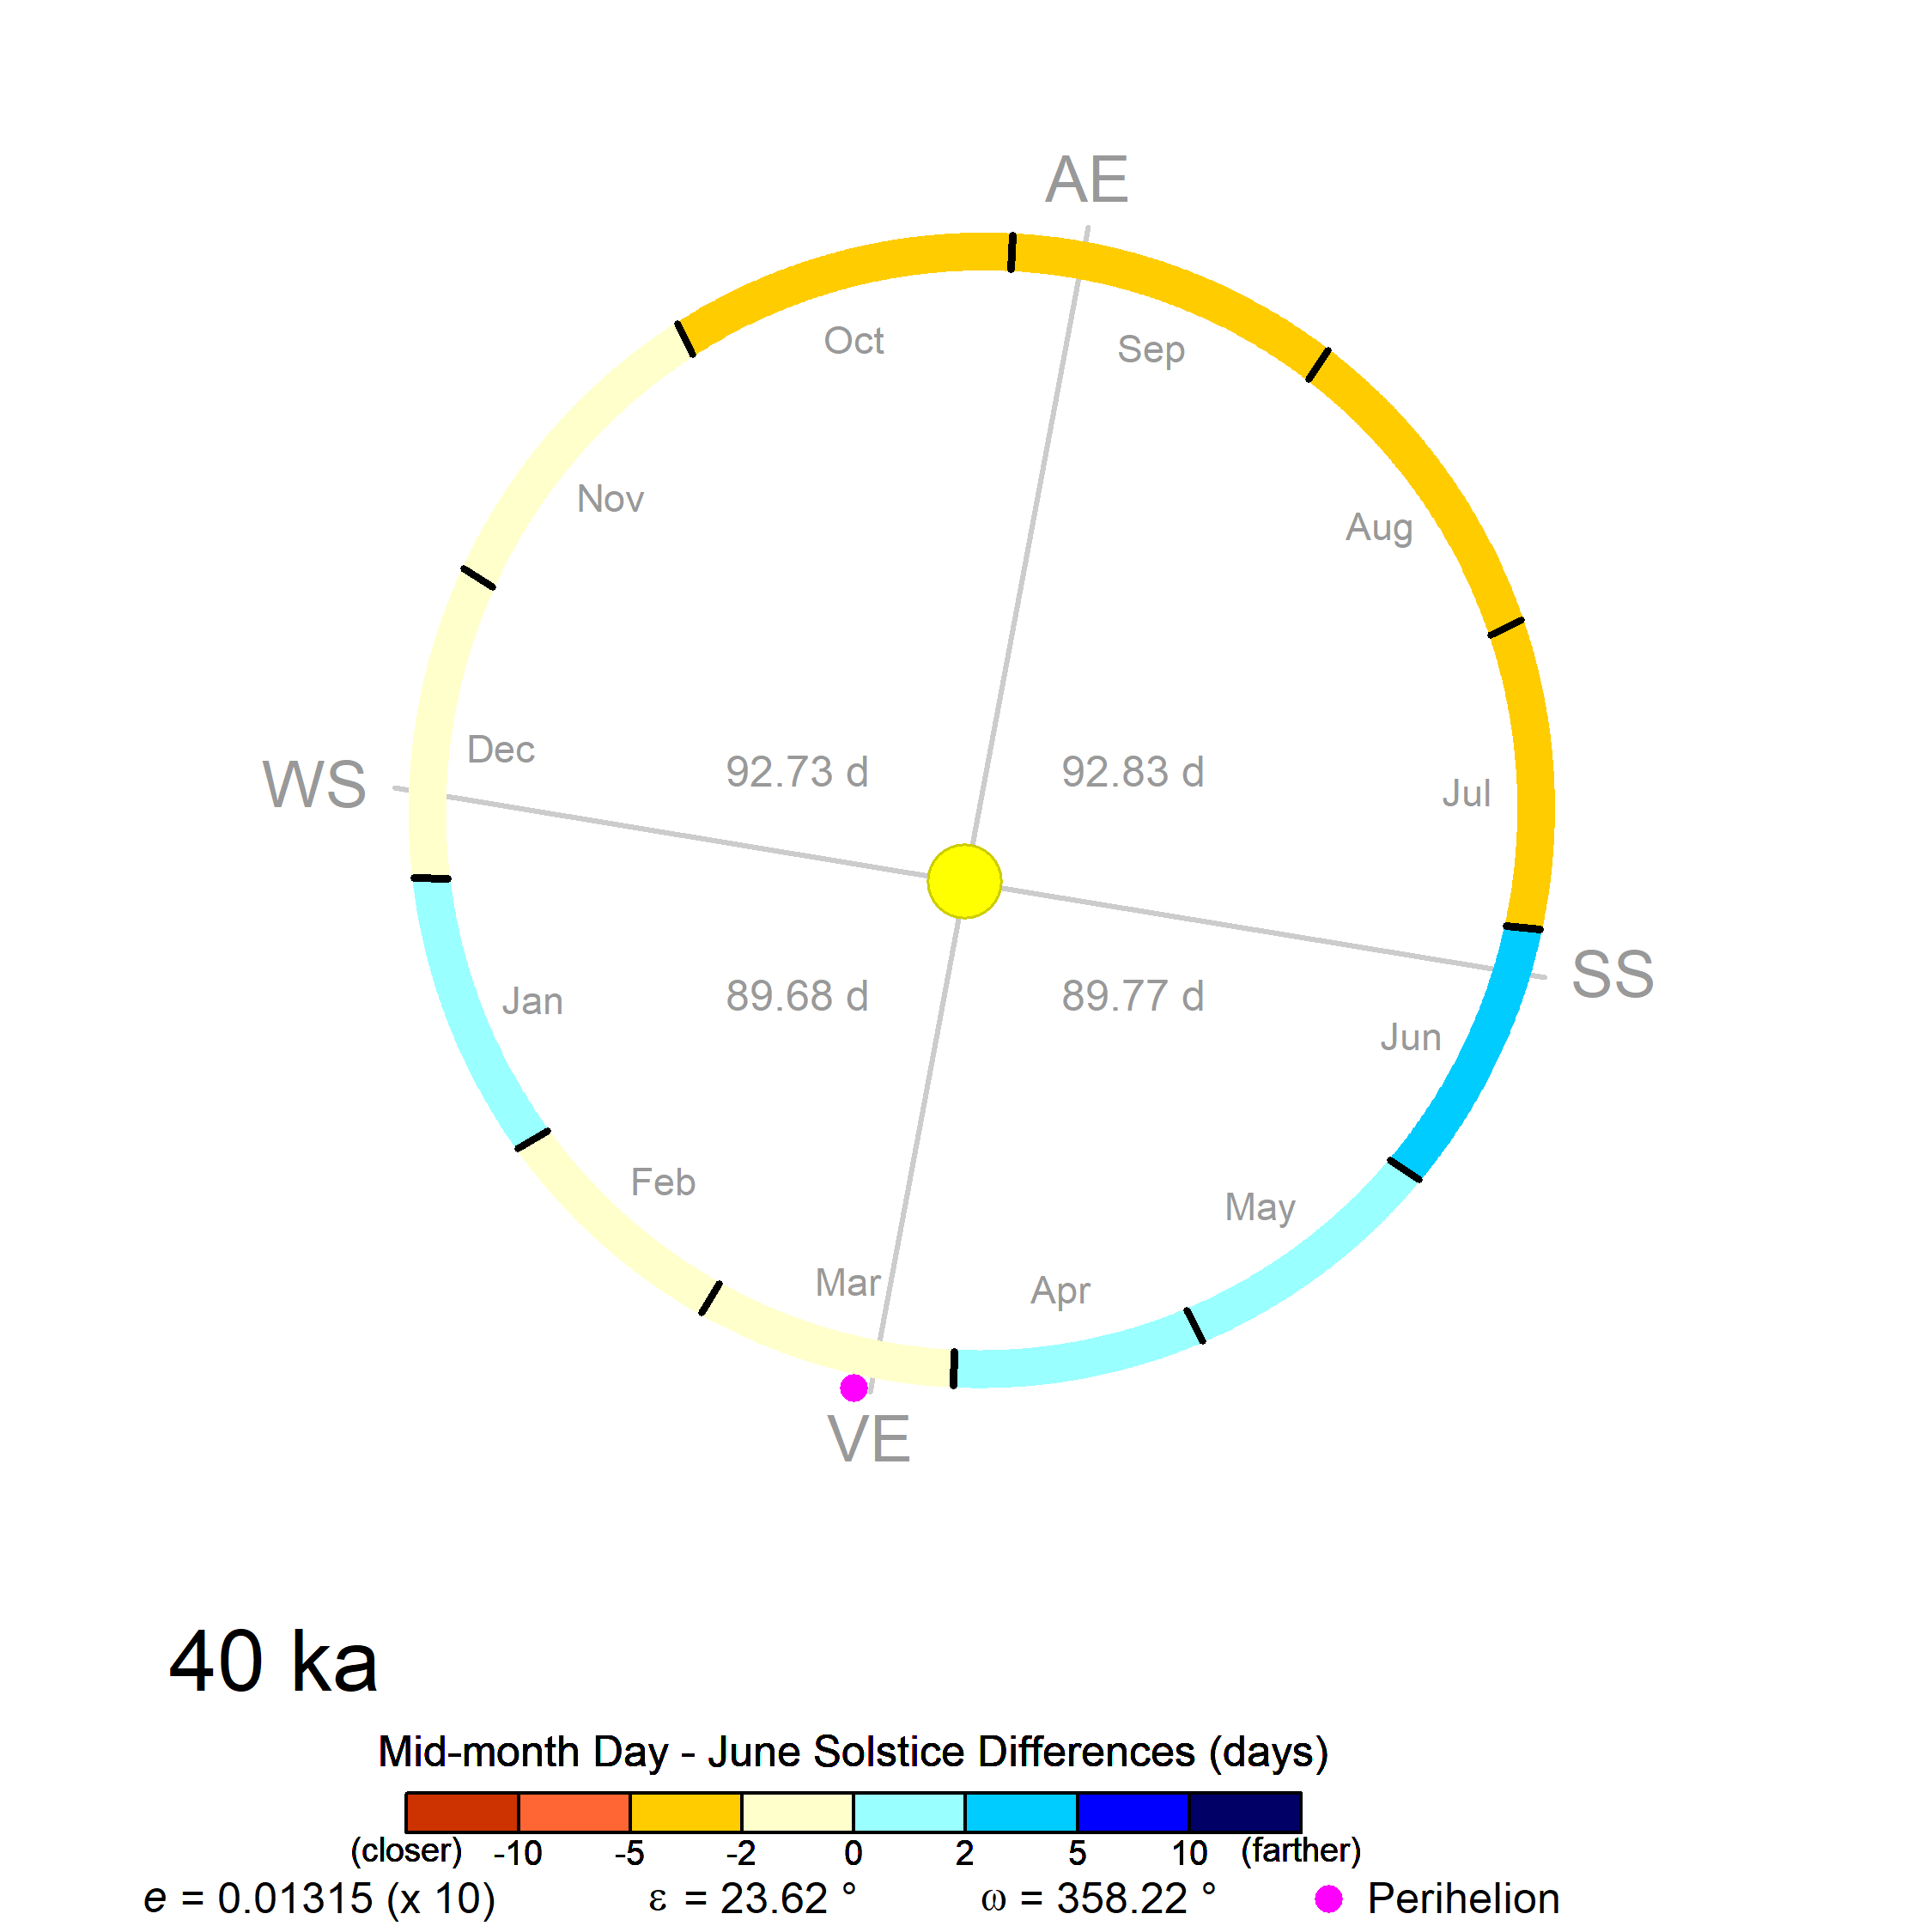 AE
Oct
Sep
Nov
Aug
Dec
WS
92.73 d
92.83 d
Jul
SS
Jan
89.68 d
89.77 d
Jun
Feb
May
Mar
Apr
VE
40 ka
Mid-month Day - June Solstice Differences (days)
(closer) -10 -5 -2 0 2 5 10 (farther)
e = 0.01315 (x 10) ε = 23.62 ° ω = 358.22 ° Perihelion